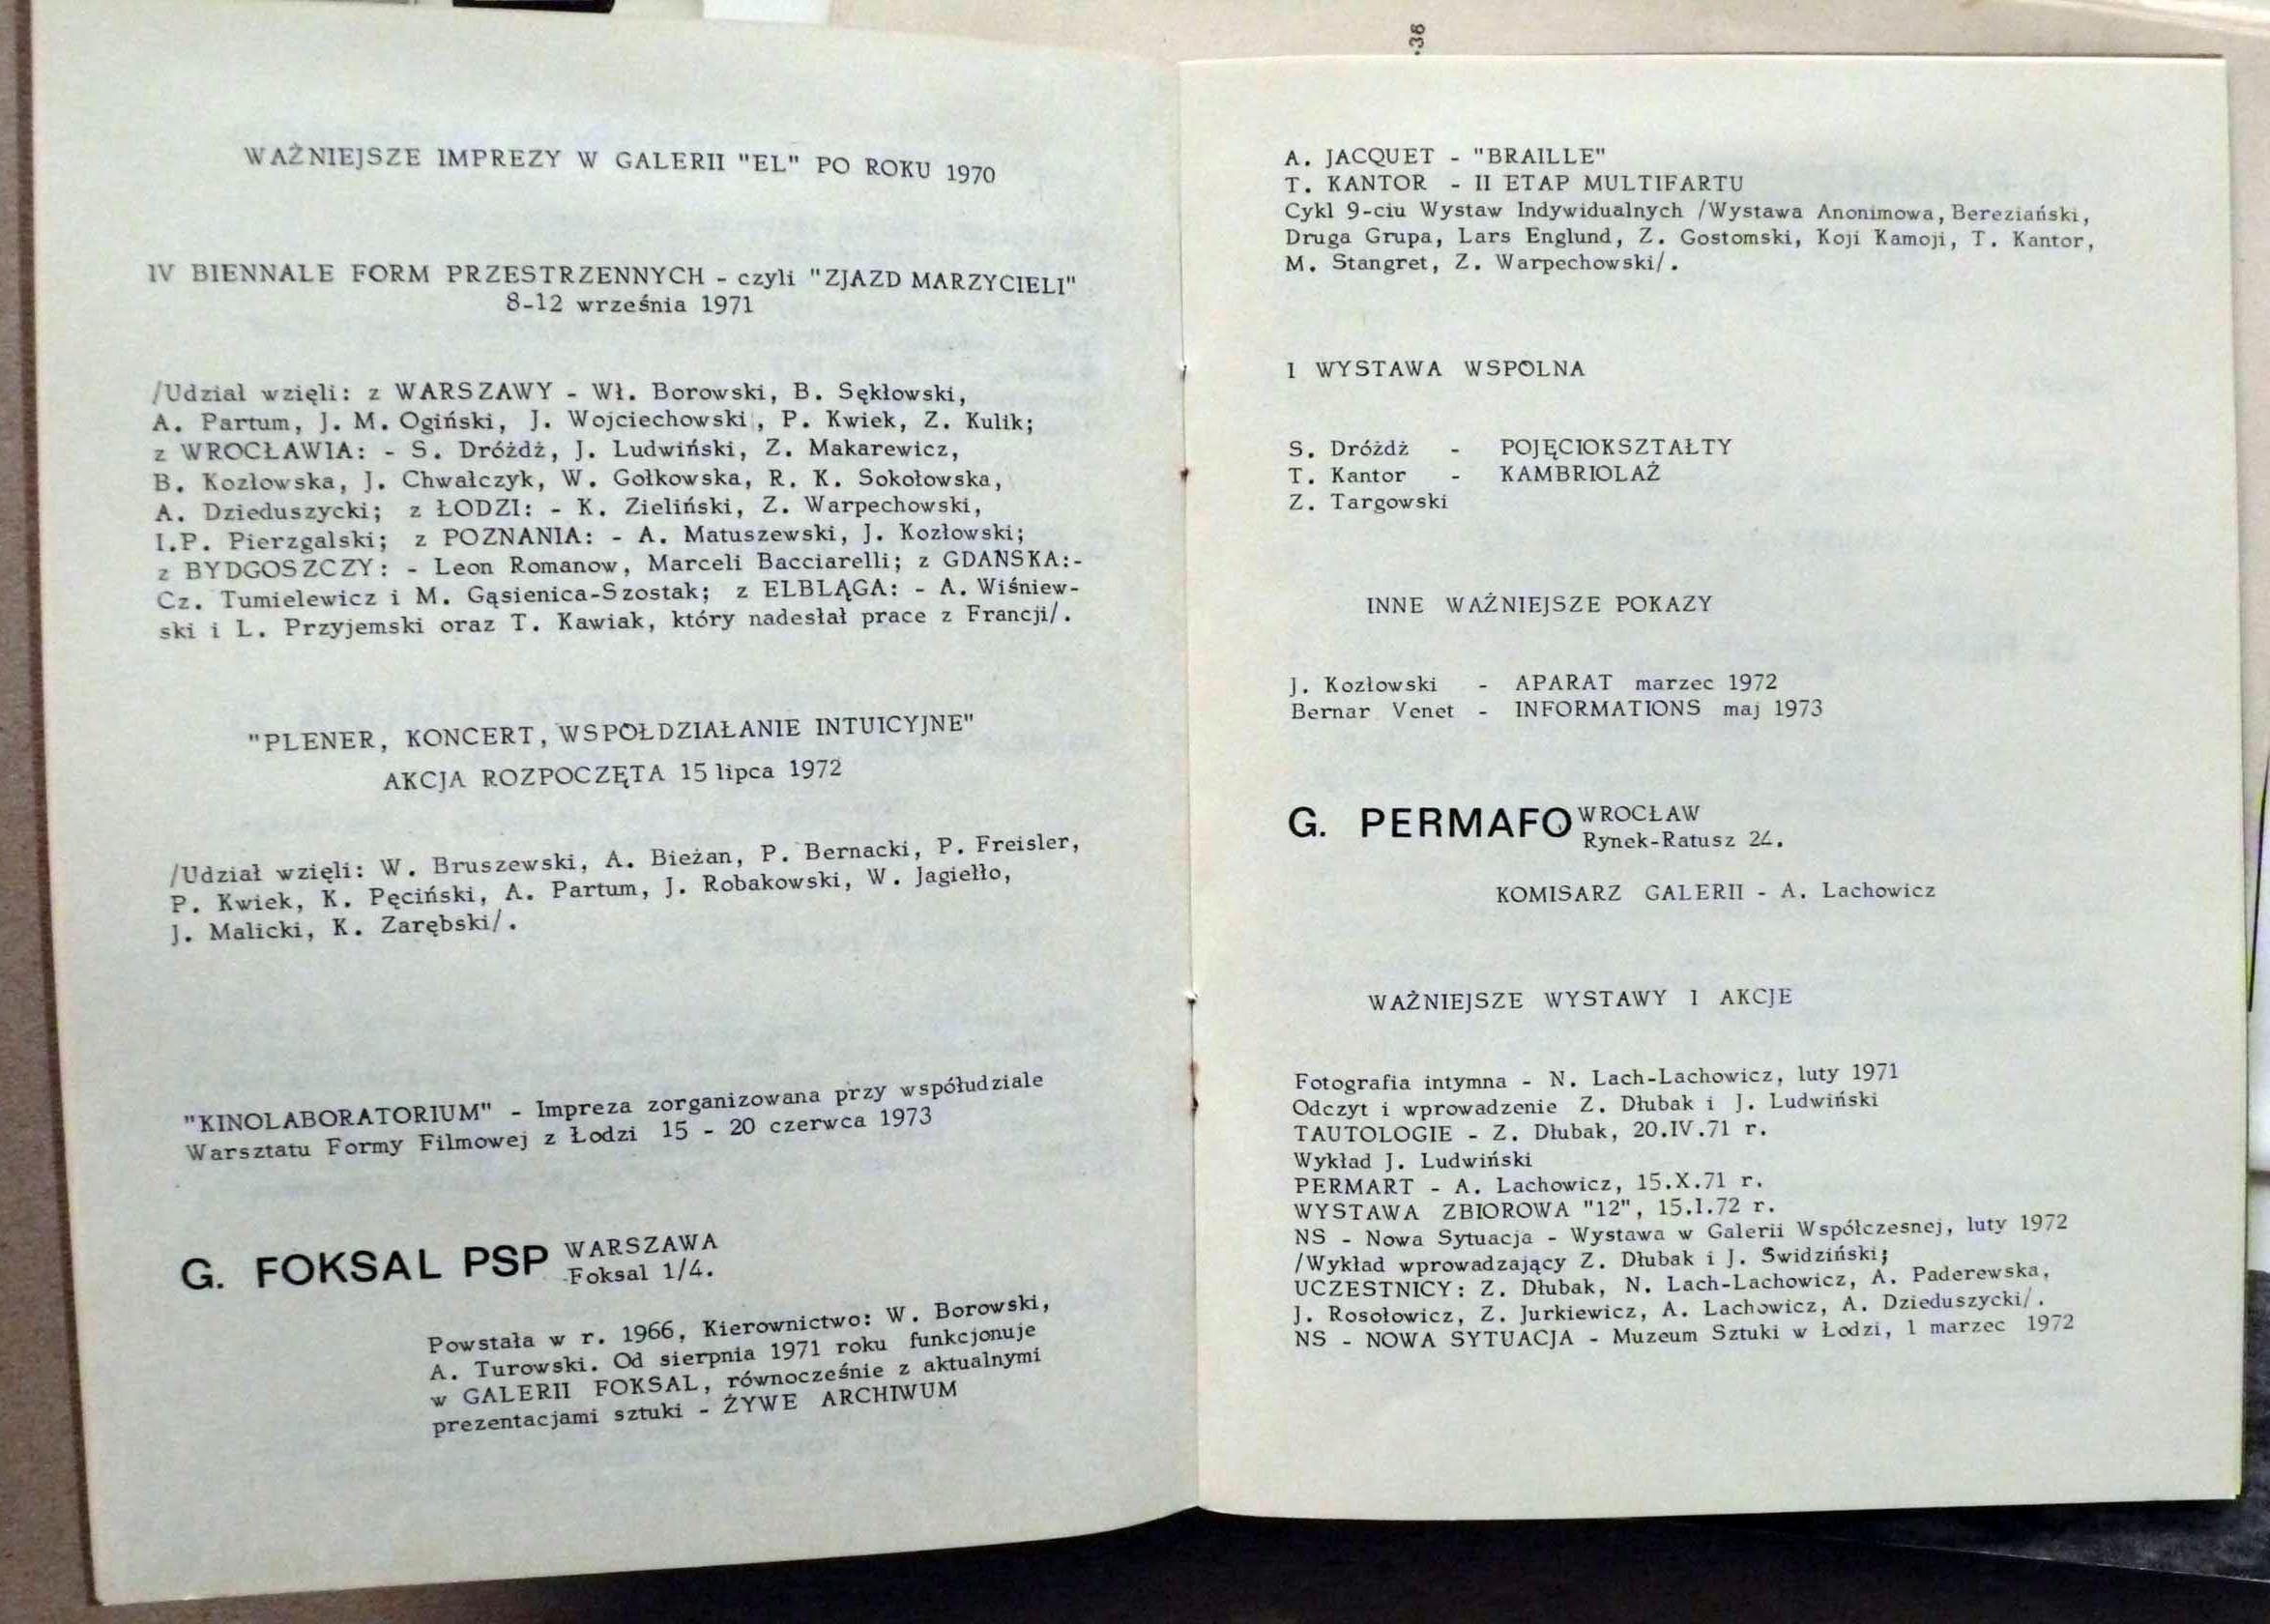 WAŻNIEJSZE IMPREZY W GALERII "EL" PO ROKU 1970
IV BIENNALE FORM PRZESTRZENNYCH - czyli "ZJAZD MARZYCIELI"
8-12 września 1971
/Udział wzięli: z WARSZAWY - Wł. Borowski, B. Sękłowski,
A. Partum, J. M. Ogiński, J. Wojciechowski, P. Kwiek, Z. Kulik;
z WROCŁAWIA: - S. Dróżdż, J. Ludwiński, Z. Makarewicz,
B. Kozłowska, J. Chwałczyk, W. Gołkowska, R. K. Sokołowska,
A. Dzieduszycki; z ŁODZI: - K. Zieliński, Z. Warpechowski,
I.P. Pierzgalski; z POZNANIA: - A. Matuszewski, J. Kozłowski;
z BYDGOSZCZY: - Leon Romanow, Marceli Bacciarelli; z GDANSKA:-
Cz. Tumielewicz i M. Gąsienica-Szostak; z ELBLĄGA: - A. Wiśniew-
ski i L. Przyjemski oraz T. Kawiak, który nadesłał prace z Francji/.
"PLENER, KONCERT, WSPOŁDZIAŁANIE INTUICYJNE"
AKCJA ROZPOCZĘTA 15 lipca 1972
/Udział wzięli: W. Bruszewski, A. Bieżan, P. Bernacki, P. Freisler,
P. Kwiek, K. Pęciński, A. Partum, J. Robakowski, W. Jagiełło,
J. Malicki, K. Zarębski/.
"KINOLABORATORIUM" - Impreza zorganizowana przy współudziale
Warsztatu Formy Filmowej z Łodzi 15 - 20 czerwca 1973
G. FOKSAL PSP WARSZAWA
Foksal 1/4.
Powstała w r. 1966, Kierownictwo: W. Borowski,
A. Turowski. Od sierpnia 1971 roku funkcjonuje
w GALERII FOKSAL, równocześnie z aktualnymi
prezentacjami sztuki - ŻYWE ARCHIWUM
-36
A. JACQUET - "BRAILLE"
T. KANTOR - II ETAP MULTIFARTU
Cykl 9-ciu Wystaw Indywidualnych /Wystawa Anonimowa, Bereziański,
Druga Grupa, Lars Englund, Z. Gostomski, Koji Kamoji, T. Kantor,
M. Stangret, Z. Warpechowski/.
I WYSTAWA WSPOLNA
S. Dróżdż - POJĘCIOKSZTAŁTY
T. Kantor - KAMBRIOLAŻ
Z. Targowski
INNE WAŻNIEJSZE POKAZY
J. Kozłowski - APARAT marzec 1972
Bernar Venet - INFORMATIONS maj 1973
G. PERMAFO WROCŁAW
Rynek-Ratusz 24.
KOMISARZ GALERII - A. Lachowicz
WAŻNIEJSZE WYSTAWY I AKCJE
Fotografia intymna - N. Lach-Lachowicz, luty 1971
Odczyt i wprowadzenie Z. Dłubak i J. Ludwiński
TAUTOLOGIE - Z. Dłubak, 20.IV.71 r.
Wykład J. Ludwiński
PERMART - A. Lachowicz, 15.X.71 r.
WYSTAWA ZBIOROWA "12", 15.I.72 r.
NS - Nowa Sytuacja - Wystawa w Galerii Współczesnej, luty 1972
/Wykład wprowadzający Z. Dłubak i J. Swidziński;
UCZESTNICY: Z. Dłubak, N. Lach-Lachowicz, A. Paderewska,
J. Rosołowicz, Z. Jurkiewicz, A. Lachowicz, A. Dzieduszycki/.
NS - NOWA SYTUACJA - Muzeum Sztuki w Łodzi, 1 marzec 1972